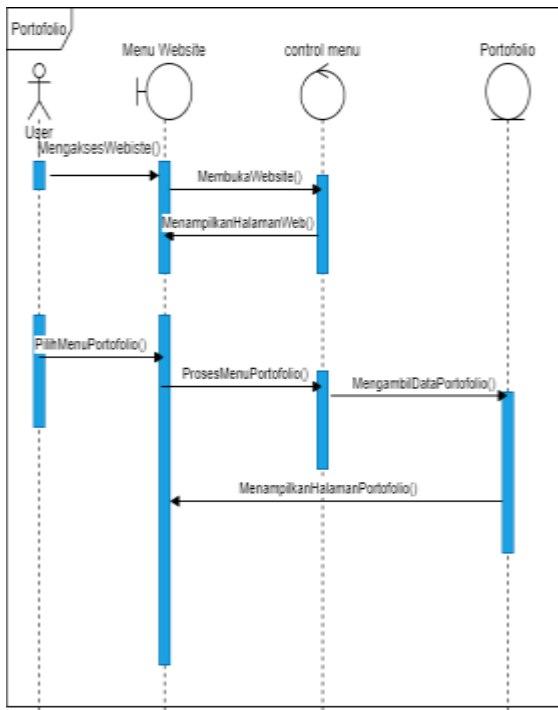 Portofolio
Menu Website
control menu
Portofolio
User
MengaksesWebiste()
MembukaWebsite()
MenampilkanHalamanWeb()
PilihMenuPortofolio()
ProsesMenuPortofolio()
MengambilDataPortofolio()
MenampilkanHalamanPortofolio()